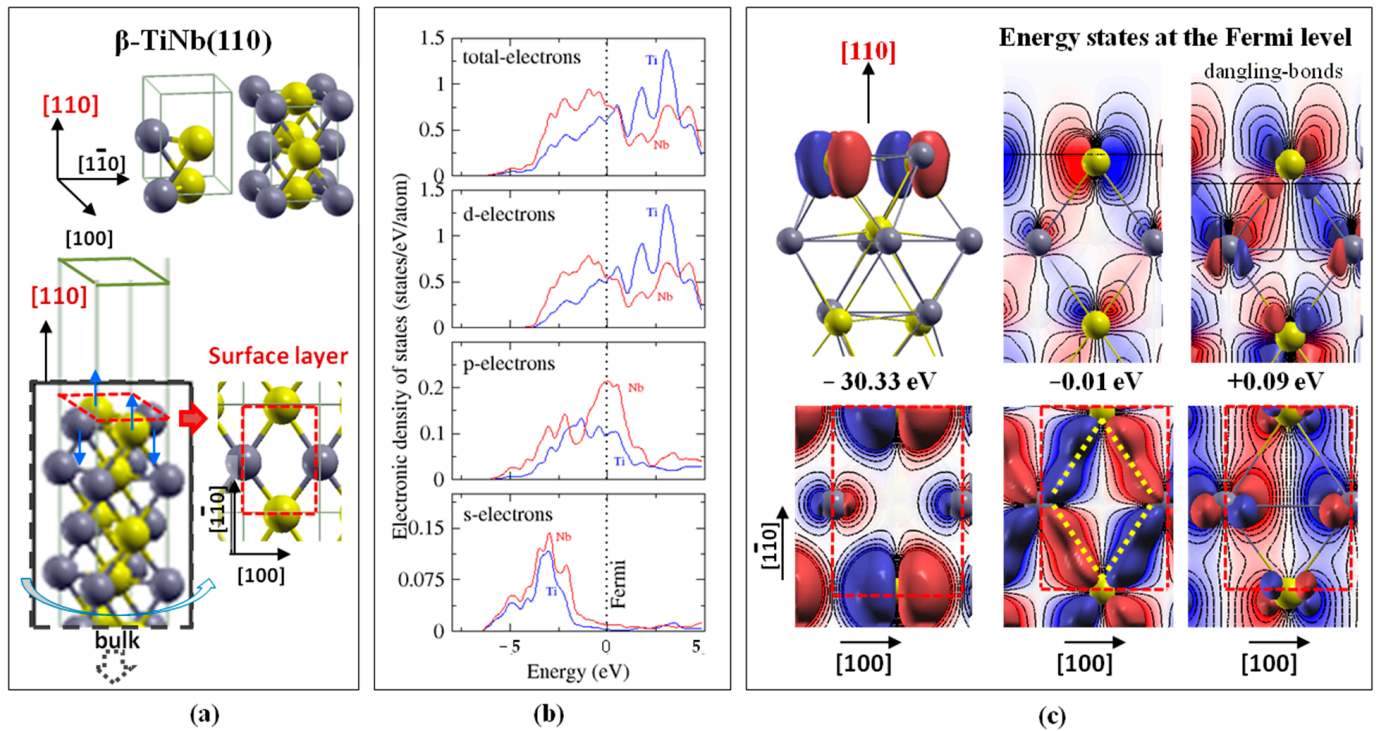 β-TiNb(110)
[110]
[11̄0]
[100]
[110]
Surface layer
[11̄0]
[100]
bulk
(a)
Electronic density of states (states/eV/atom)
1.5
total-electrons
Ti
1
0.5
Nb
0
1.5
d-electrons
Ti
1
0.5
Nb
0
p-electrons
Nb
0.2
0.1
Ti
0
s-electrons
0.15
Nb
0.075
Ti
Fermi
0
−5 0 5
Energy (eV)
(b)
Energy states at the Fermi level
[110]
dangling-bonds
− 30.33 eV −0.01 eV +0.09 eV
[11̄0]
[100] [100] [100]
(c)